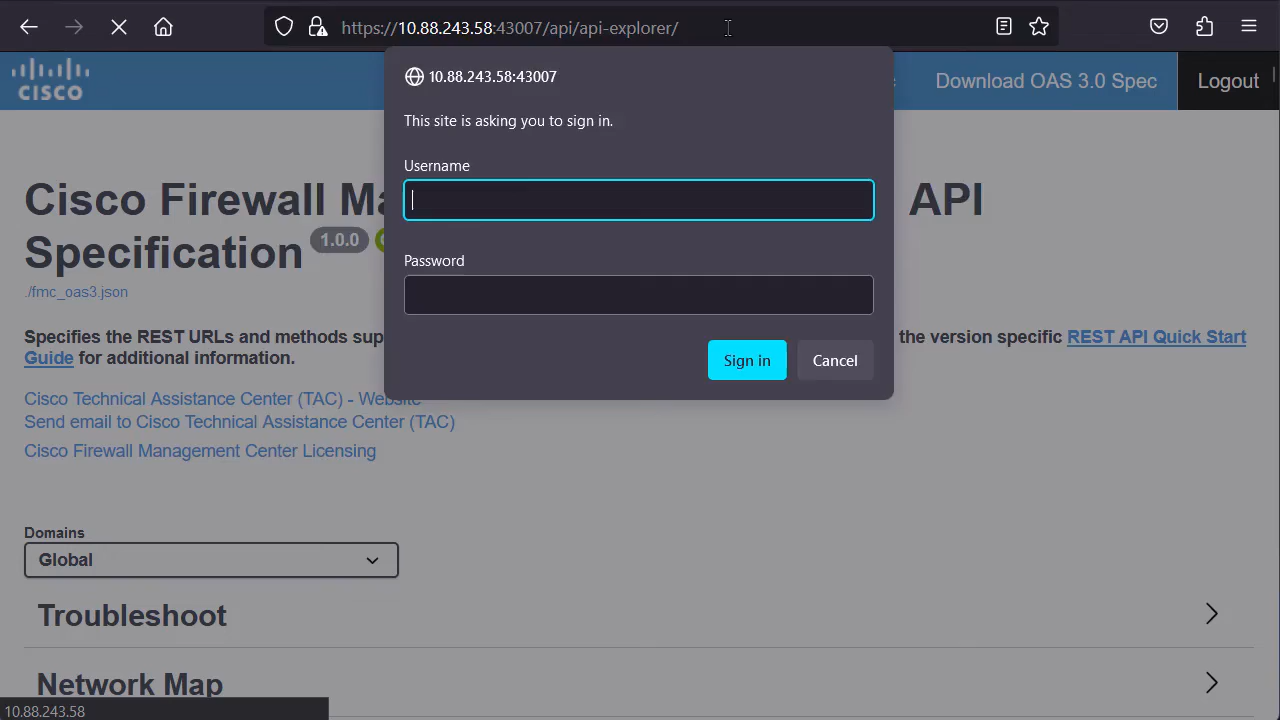 https://10.88.243.58:43007/api/api-explorer/
CISCO
Download OAS 3.0 Spec
Logout
10.88.243.58:43007
This site is asking you to sign in.
Username
Password
Sign in
Cancel
Cisco Firewall Ma
API
Specification
1.0.0
./fmc_oas3.json
Specifies the REST URLs and methods sup
the version specific REST API Quick Start
Guide for additional information.
Cisco Technical Assistance Center (TAC) - Website
Send email to Cisco Technical Assistance Center (TAC)
Cisco Firewall Management Center Licensing
Domains
Global
Troubleshoot
Network Map
10.88.243.58